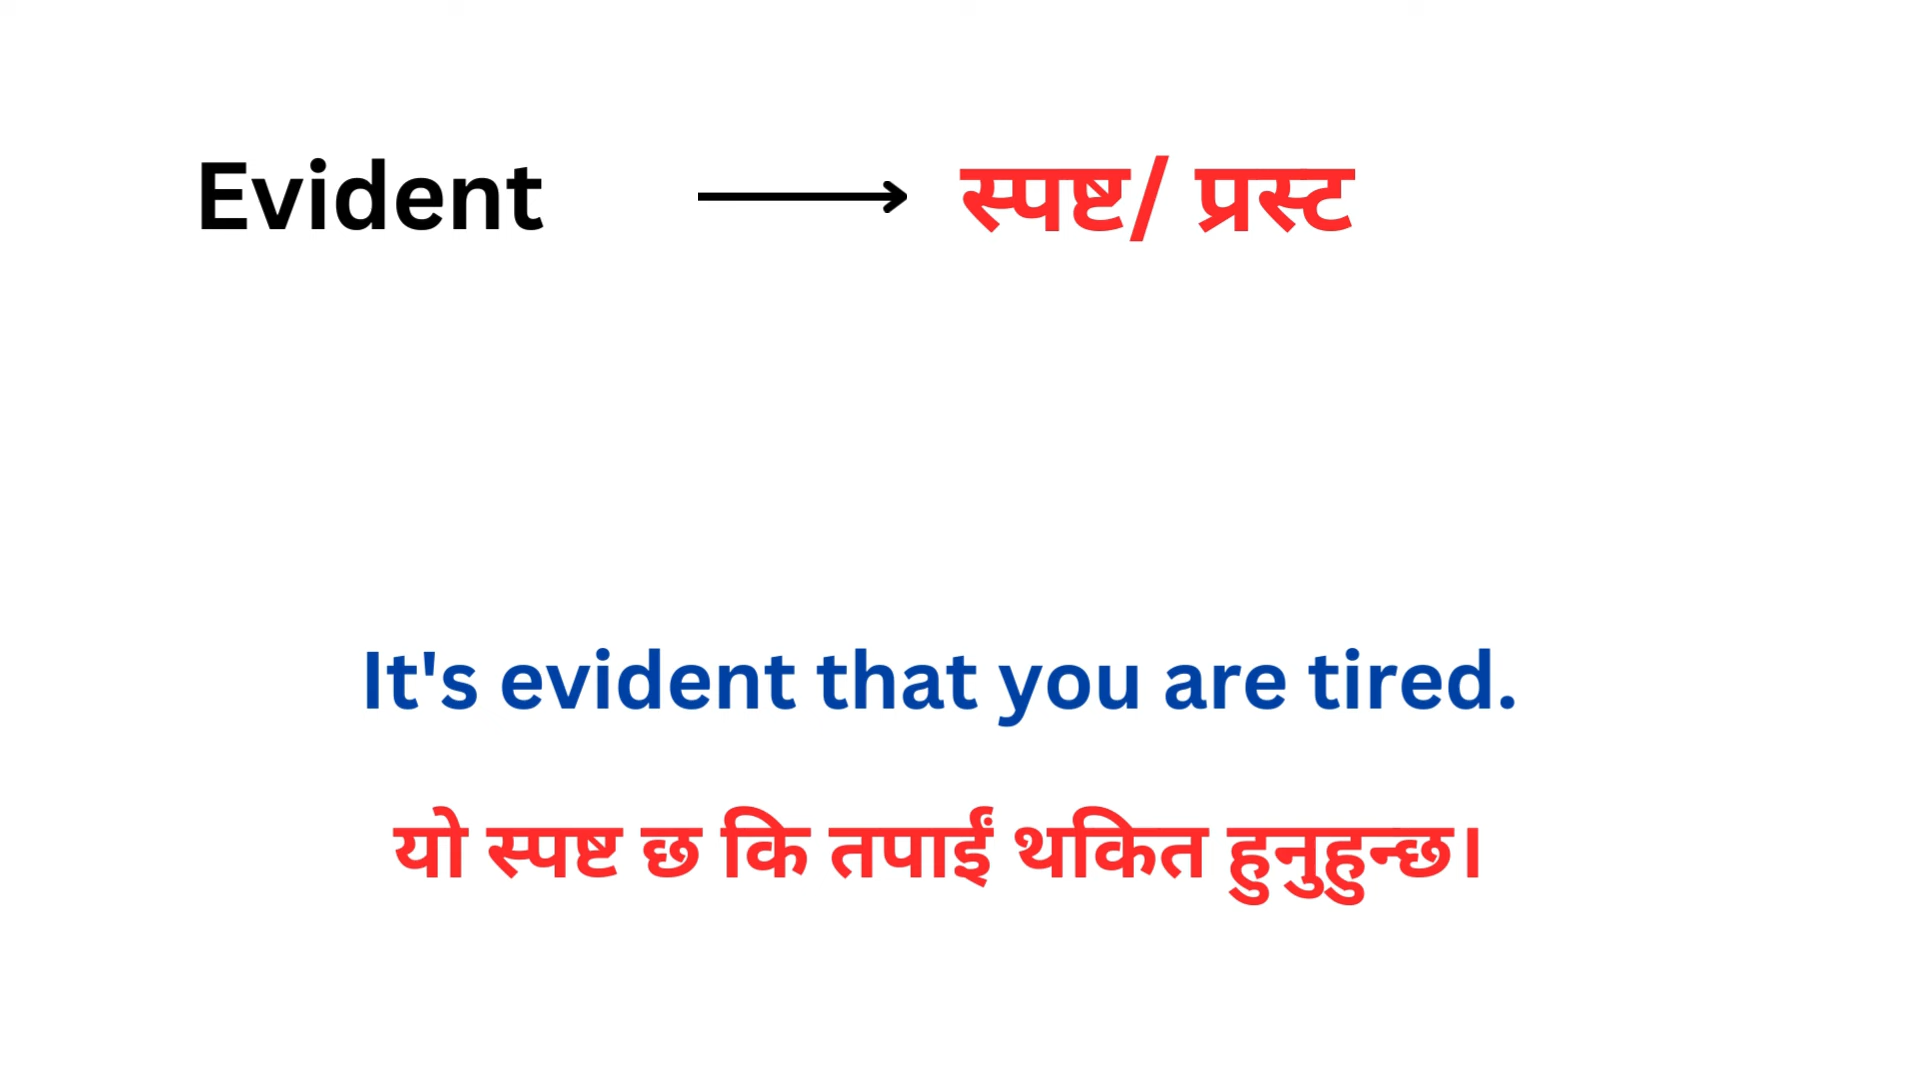 Evident → स्पष्ट/ प्रस्ट
It's evident that you are tired.
यो स्पष्ट छ कि तपाईं थकित हुनुहुन्छ।